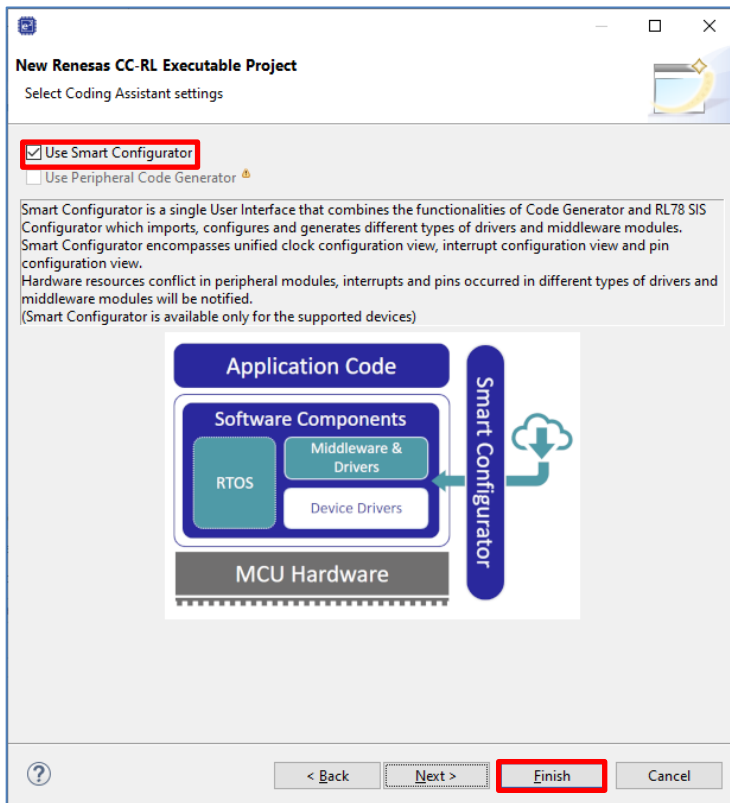 New Renesas CC-RL Executable Project
Select Coding Assistant settings
Use Smart Configurator
Use Peripheral Code Generator
Smart Configurator is a single User Interface that combines the functionalities of Code Generator and RL78 SIS
Configurator which imports, configures and generates different types of drivers and middleware modules.
Smart Configurator encompasses unified clock configuration view, interrupt configuration view and pin
configuration view.
Hardware resources conflict in peripheral modules, interrupts and pins occurred in different types of drivers and
middleware modules will be notified.
(Smart Configurator is available only for the supported devices)
Application Code
Software Components
RTOS
Middleware &
Drivers
Device Drivers
MCU Hardware
Smart Configurator
< Back
Next >
Finish
Cancel